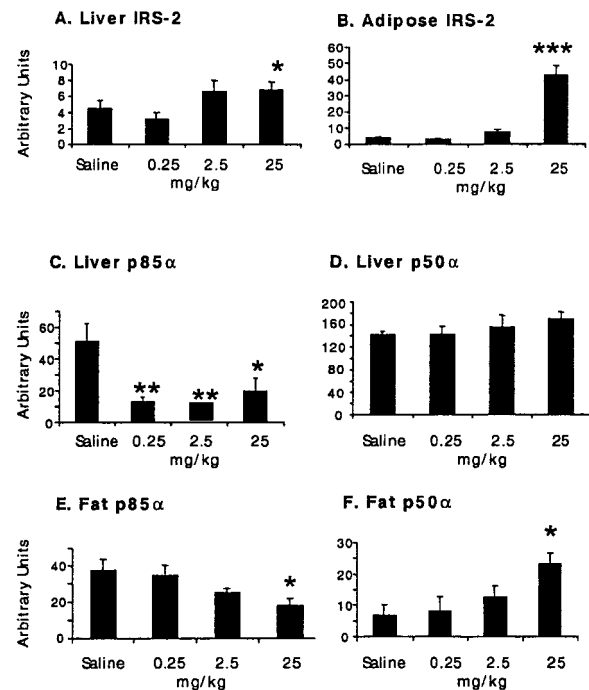 A. Liver IRS-2
Arbitrary Units
10
8
6
4
2
0
*
Saline 0.25 2.5 25
mg/kg
B. Adipose IRS-2
60
50
40
30
20
10
0
***
Saline 0.25 2.5 25
mg/kg
C. Liver p85α
Arbitrary Units
60
40
20
0
** ** *
Saline 0.25 2.5 25
mg/kg
D. Liver p50α
200
160
120
80
40
0
Saline 0.25 2.5 25
mg/kg
E. Fat p85α
Arbitrary Units
40
20
0
*
Saline 0.25 2.5 25
mg/kg
F. Fat p50α
30
20
10
0
*
Saline 0.25 2.5 25
mg/kg